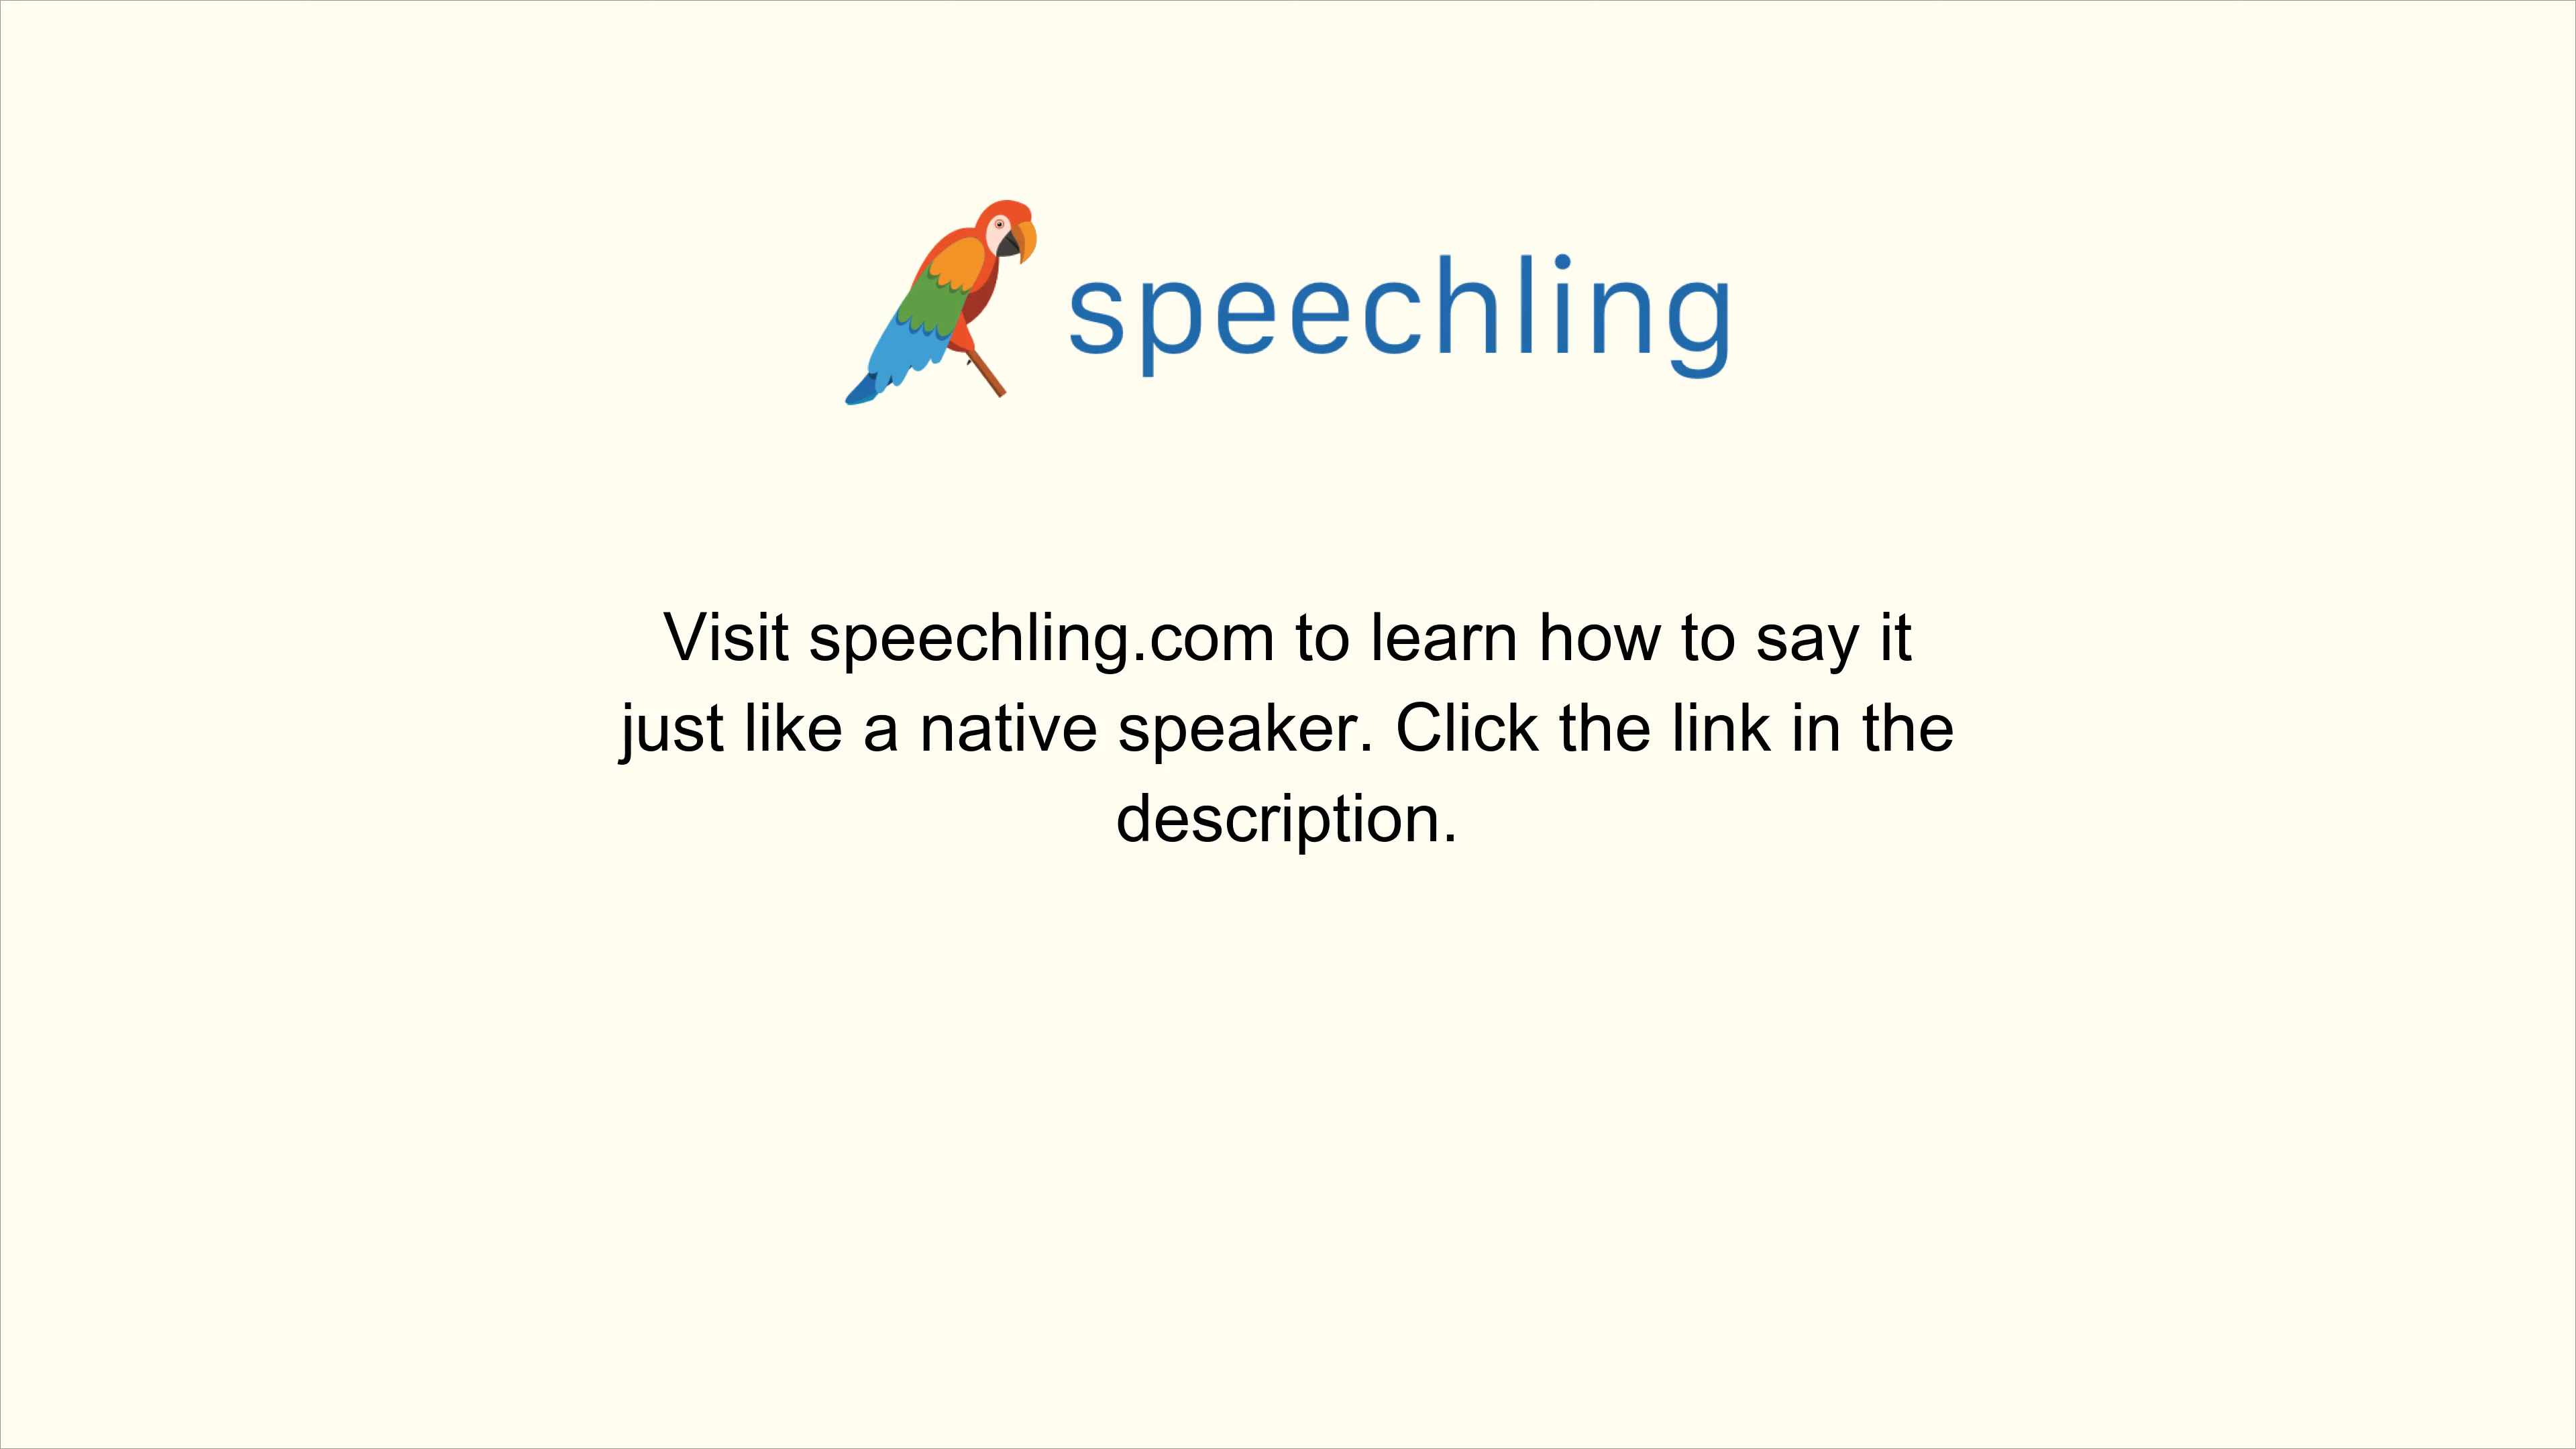 speechling
Visit speechling.com to learn how to say it
just like a native speaker. Click the link in the
description.